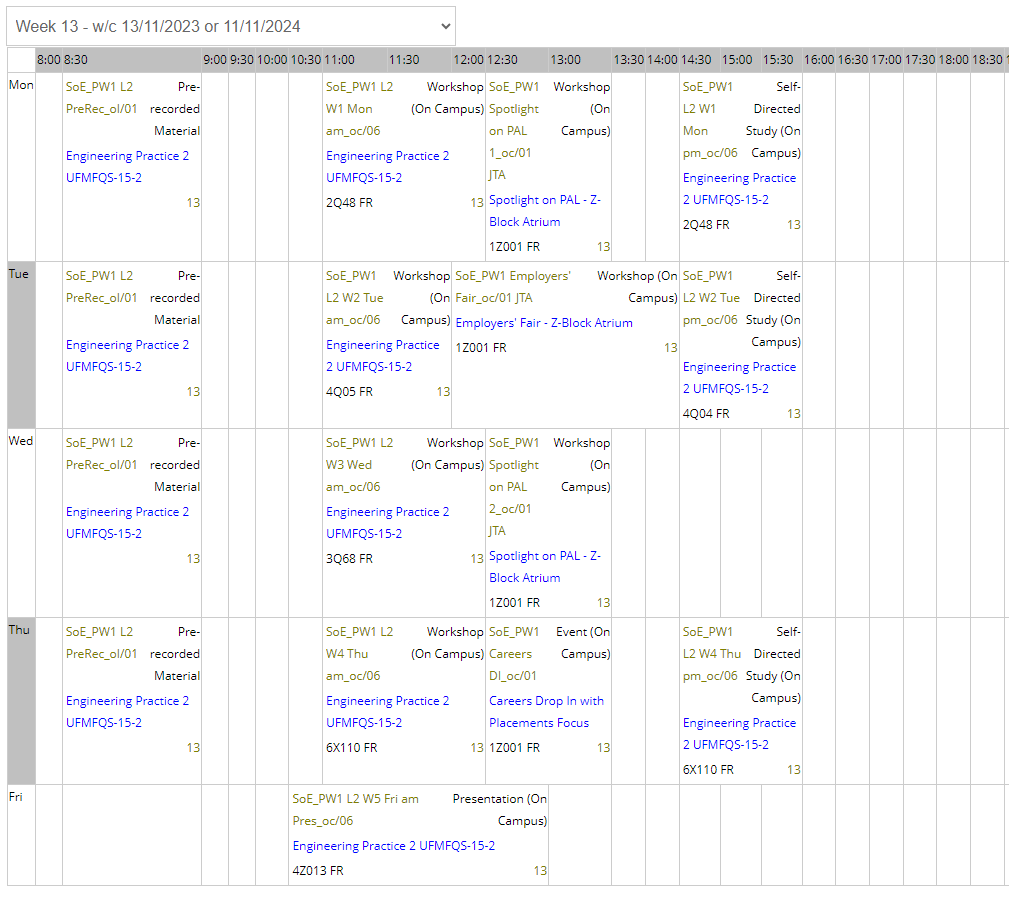 Week 13 - w/c 13/11/2023 or 11/11/2024
8:00 8:30 9:00 9:30 10:00 10:30 11:00 11:30 12:00 12:30 13:00 13:30 14:00 14:30 15:00 15:30 16:00 16:30 17:00 17:30 18:00 18:30
Mon
SoE_PW1 L2 Pre-
PreRec_ol/01 recorded
Material
Engineering Practice 2
UFMFQS-15-2
13
SoE_PW1 L2 Workshop
W1 Mon (On Campus)
am_oc/06
Engineering Practice 2
UFMFQS-15-2
2Q48 FR 13
SoE_PW1 Workshop
Spotlight (On
on PAL Campus)
1_oc/01
JTA
Spotlight on PAL - Z-
Block Atrium
1Z001 FR 13
SoE_PW1 Self-
L2 W1 Directed
Mon Study (On
pm_oc/06 Campus)
Engineering Practice
2 UFMFQS-15-2
2Q48 FR 13
Tue
SoE_PW1 L2 Pre-
PreRec_ol/01 recorded
Material
Engineering Practice 2
UFMFQS-15-2
13
SoE_PW1 Workshop
L2 W2 Tue (On
am_oc/06 Campus)
Engineering Practice
2 UFMFQS-15-2
4Q05 FR 13
SoE_PW1 Employers' Workshop (On
Fair_oc/01 JTA Campus)
Employers' Fair - Z-Block Atrium
1Z001 FR 13
SoE_PW1 Self-
L2 W2 Tue Directed
pm_oc/06 Study (On
Campus)
Engineering Practice
2 UFMFQS-15-2
4Q04 FR 13
Wed
SoE_PW1 L2 Pre-
PreRec_ol/01 recorded
Material
Engineering Practice 2
UFMFQS-15-2
13
SoE_PW1 L2 Workshop
W3 Wed (On Campus)
am_oc/06
Engineering Practice 2
UFMFQS-15-2
3Q68 FR 13
SoE_PW1 Workshop
Spotlight (On
on PAL Campus)
2_oc/01
JTA
Spotlight on PAL - Z-
Block Atrium
1Z001 FR 13
Thu
SoE_PW1 L2 Pre-
PreRec_ol/01 recorded
Material
Engineering Practice 2
UFMFQS-15-2
13
SoE_PW1 L2 Workshop
W4 Thu (On Campus)
am_oc/06
Engineering Practice 2
UFMFQS-15-2
6X110 FR 13
SoE_PW1 Event (On
Careers Campus)
DI_oc/01
Careers Drop In with
Placements Focus
1Z001 FR 13
SoE_PW1 Self-
L2 W4 Thu Directed
pm_oc/06 Study (On
Campus)
Engineering Practice
2 UFMFQS-15-2
6X110 FR 13
Fri
SoE_PW1 L2 W5 Fri am Presentation (On
Pres_oc/06 Campus)
Engineering Practice 2 UFMFQS-15-2
4Z013 FR 13